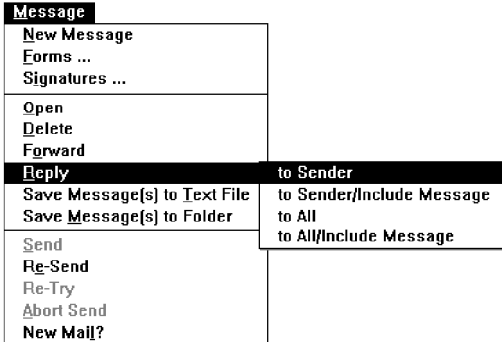 Message
New Message
Forms ...
Signatures ...
Open
Delete
Forward
Reply
to Sender
Save Message(s) to Text File
to Sender/Include Message
Save Message(s) to Folder
to All
to All/Include Message
Send
Re-Send
Re-Try
Abort Send
New Mail?